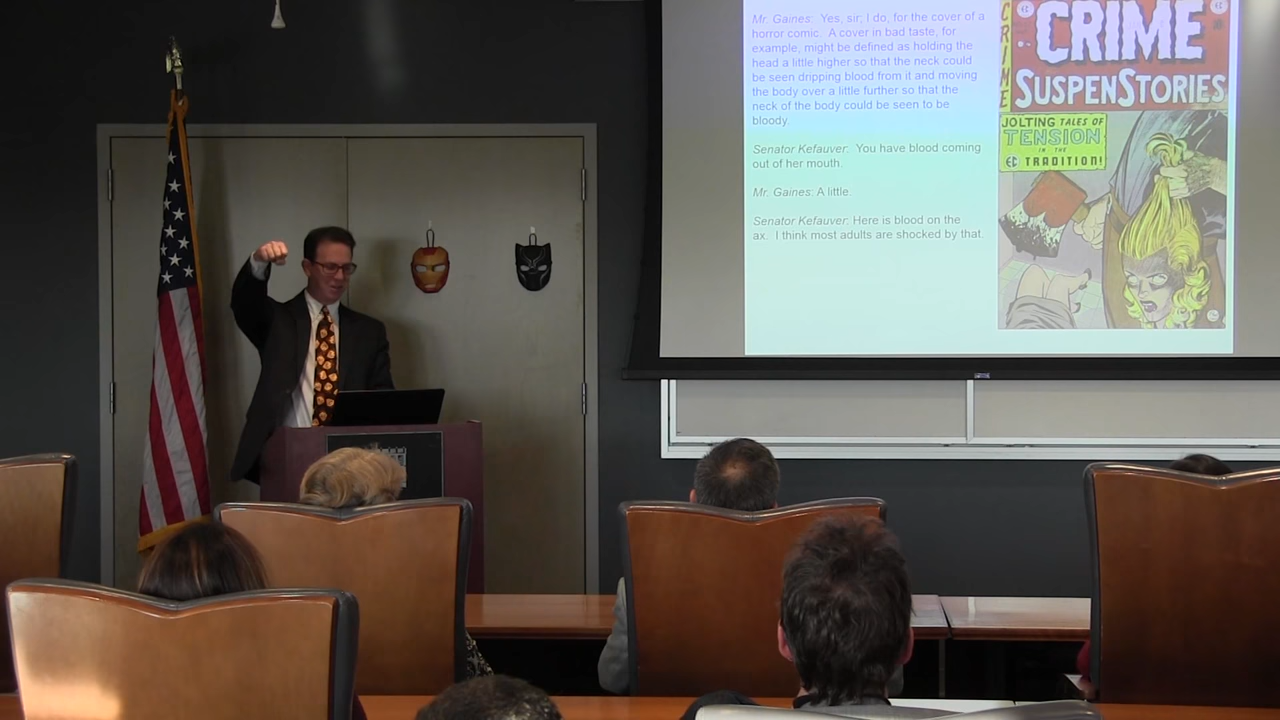 Mr. Gaines: Yes, sir; I do, for the cover of a
horror comic. A cover in bad taste, for
example, might be defined as holding the
head a little higher so that the neck could
be seen dripping blood from it and moving
the body over a little further so that the
neck of the body could be seen to be
bloody.
Senator Kefauver: You have blood coming
out of her mouth.
Mr. Gaines: A little.
Senator Kefauver: Here is blood on the
ax. I think most adults are shocked by that.
CRIME
EC
EC
CRIME
SUSPENSTORIES
JOLTING TALES OF
TENSION
IN THE
EC TRADITION!